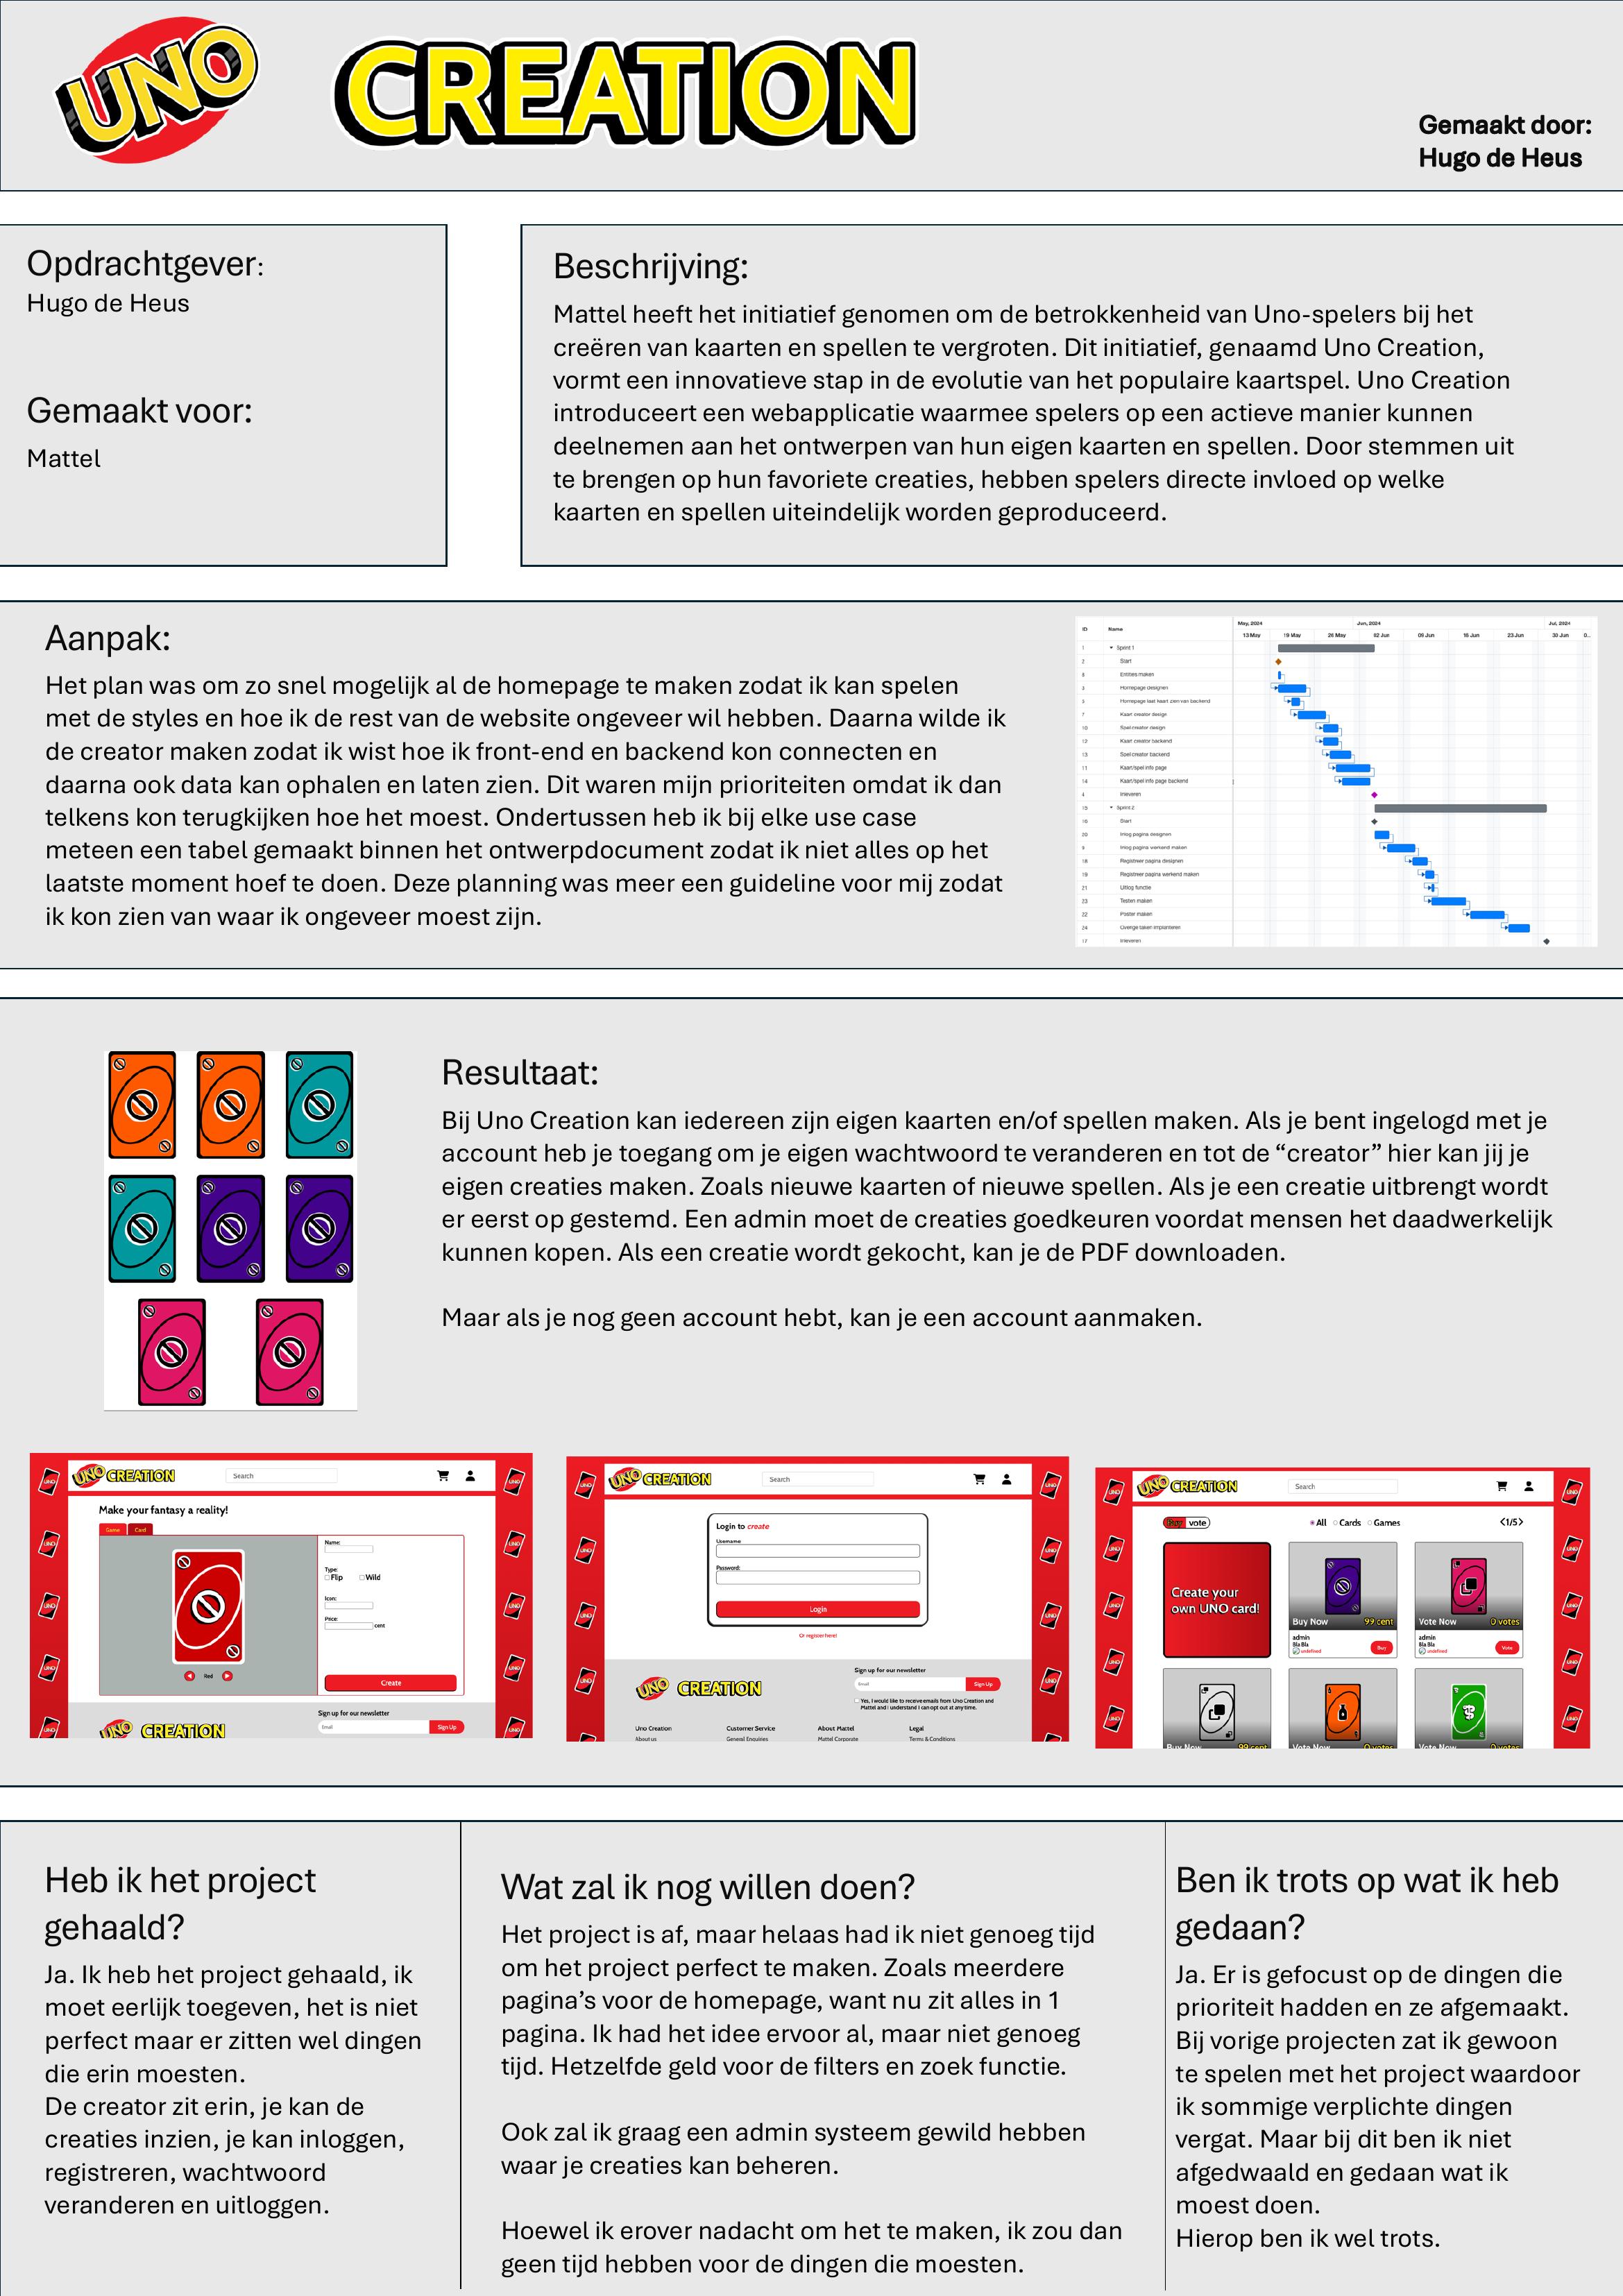 UNO CREATION
Gemaakt door:
Hugo de Heus
Opdrachtgever:
Hugo de Heus
Gemaakt voor:
Mattel
Beschrijving:
Mattel heeft het initiatief genomen om de betrokkenheid van Uno-spelers bij het
creëren van kaarten en spellen te vergroten. Dit initiatief, genaamd Uno Creation,
vormt een innovatieve stap in de evolutie van het populaire kaartspel. Uno Creation
introduceert een webapplicatie waarmee spelers op een actieve manier kunnen
deelnemen aan het ontwerpen van hun eigen kaarten en spellen. Door stemmen uit
te brengen op hun favoriete creaties, hebben spelers directe invloed op welke
kaarten en spellen uiteindelijk worden geproduceerd.
Aanpak:
Het plan was om zo snel mogelijk al de homepage te maken zodat ik kan spelen
met de styles en hoe ik de rest van de website ongeveer wil hebben. Daarna wilde ik
de creator maken zodat ik wist hoe ik front-end en backend kon connecten en
daarna ook data kan ophalen en laten zien. Dit waren mijn prioriteiten omdat ik dan
telkens kon terugkijken hoe het moest. Ondertussen heb ik bij elke use case
meteen een tabel gemaakt binnen het ontwerpdocument zodat ik niet alles op het
laatste moment hoef te doen. Deze planning was meer een guideline voor mij zodat
ik kon zien van waar ik ongeveer moest zijn.
May, 2024 Jun, 2024 Jul, 2024
ID Name 13 May 19 May 26 May 02 Jun 09 Jun 16 Jun 23 Jun 30 Jun
1 Sprint 1
2 Start
Entities maken
Homepage designen
Homepage laat kaart zien van backend
7 Kaart creator design
10 Spel creator design
12 Kaart creator backend
13 Spel creator backend
11 Kaart/spel info page
14 Kaart/spel info page backend
4 Inleveren
15 Sprint 2
16 Start
20 Inlog pagina designen
Inlog pagina werkend maken
18 Registreer pagina designen
19 Registreer pagina werkend maken
21 Uitlog functie
23 Testen maken
22 Poster maken
24 Overige taken implanteren
17 Inleveren
Resultaat:
Bij Uno Creation kan iedereen zijn eigen kaarten en/of spellen maken. Als je bent ingelogd met je
account heb je toegang om je eigen wachtwoord te veranderen en tot de “creator” hier kan jij je
eigen creaties maken. Zoals nieuwe kaarten of nieuwe spellen. Als je een creatie uitbrengt wordt
er eerst op gestemd. Een admin moet de creaties goedkeuren voordat mensen het daadwerkelijk
kunnen kopen. Als een creatie wordt gekocht, kan je de PDF downloaden.
Maar als je nog geen account hebt, kan je een account aanmaken.
UNO CREATION Search
Make your fantasy a reality!
Game Card
Name:
Type:
Flip Wild
Icon:
Price:
cent
Red
Create
Sign up for our newsletter
Email Sign Up
UNO CREATION
UNO CREATION Search
Login to create
Username
Password:
Login
Or register here!
Sign up for our newsletter
Email Sign Up
UNO CREATION
Yes, I would like to receive emails from Uno Creation and
Mattel and I understand I can opt out at any time.
Uno Creation Customer Service About Mattel Legal
About us General Enquiries Mattel Corporate Terms & Conditions
UNO CREATION Search
Buy vote All Cards Games <1/5>
Create your
own UNO card!
Buy Now 99 cent
admin
Bla Bla
undefined
Buy
Vote Now 0 votes
admin
Bla Bla
undefined
Vote
Buy Now 99 cent
Vote Now 0 votes
Vote Now 0 votes
Heb ik het project
gehaald?
Ja. Ik heb het project gehaald, ik
moet eerlijk toegeven, het is niet
perfect maar er zitten wel dingen
die erin moesten.
De creator zit erin, je kan de
creaties inzien, je kan inloggen,
registreren, wachtwoord
veranderen en uitloggen.
Wat zal ik nog willen doen?
Het project is af, maar helaas had ik niet genoeg tijd
om het project perfect te maken. Zoals meerdere
pagina’s voor de homepage, want nu zit alles in 1
pagina. Ik had het idee ervoor al, maar niet genoeg
tijd. Hetzelfde geld voor de filters en zoek functie.
Ook zal ik graag een admin systeem gewild hebben
waar je creaties kan beheren.
Hoewel ik erover nadacht om het te maken, ik zou dan
geen tijd hebben voor de dingen die moesten.
Ben ik trots op wat ik heb
gedaan?
Ja. Er is gefocust op de dingen die
prioriteit hadden en ze afgemaakt.
Bij vorige projecten zat ik gewoon
te spelen met het project waardoor
ik sommige verplichte dingen
vergat. Maar bij dit ben ik niet
afgedwaald en gedaan wat ik
moest doen.
Hierop ben ik wel trots.